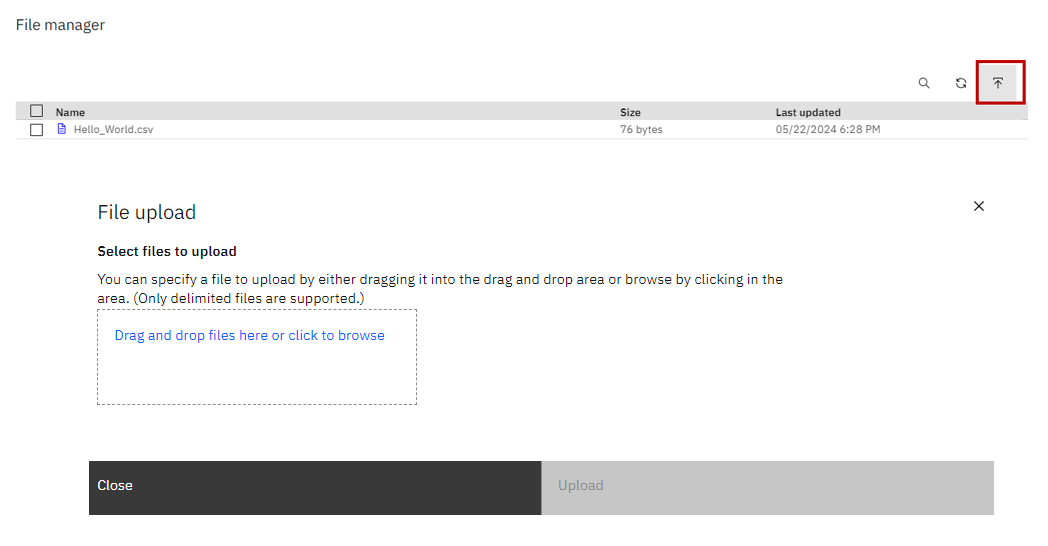 File manager
Name Size Last updated
Hello_World.csv 76 bytes 05/22/2024 6:28 PM
File upload
Select files to upload
You can specify a file to upload by either dragging it into the drag and drop area or browse by clicking in the
area. (Only delimited files are supported.)
Drag and drop files here or click to browse
Close Upload